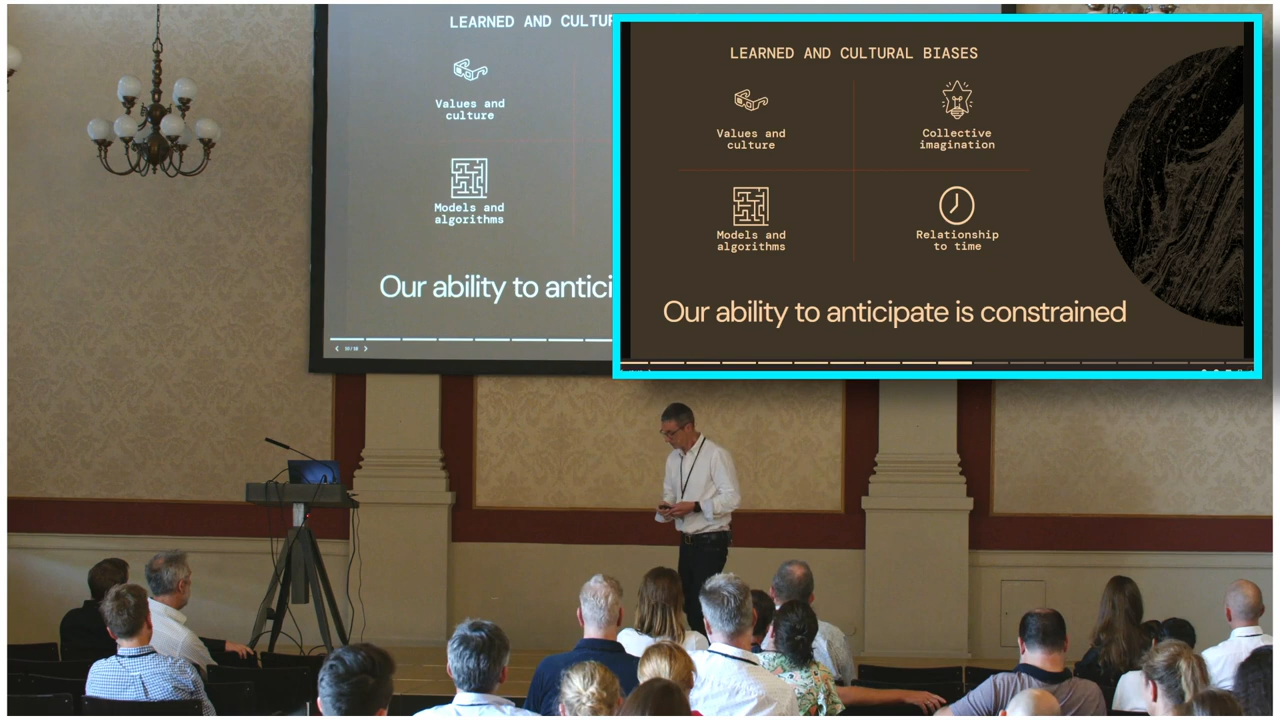 LEARNED AND CULTUR
Values and
culture
Models and
algorithms
Our ability to antici
LEARNED AND CULTURAL BIASES
Values and
culture
Collective
imagination
Models and
algorithms
Relationship
to time
Our ability to anticipate is constrained